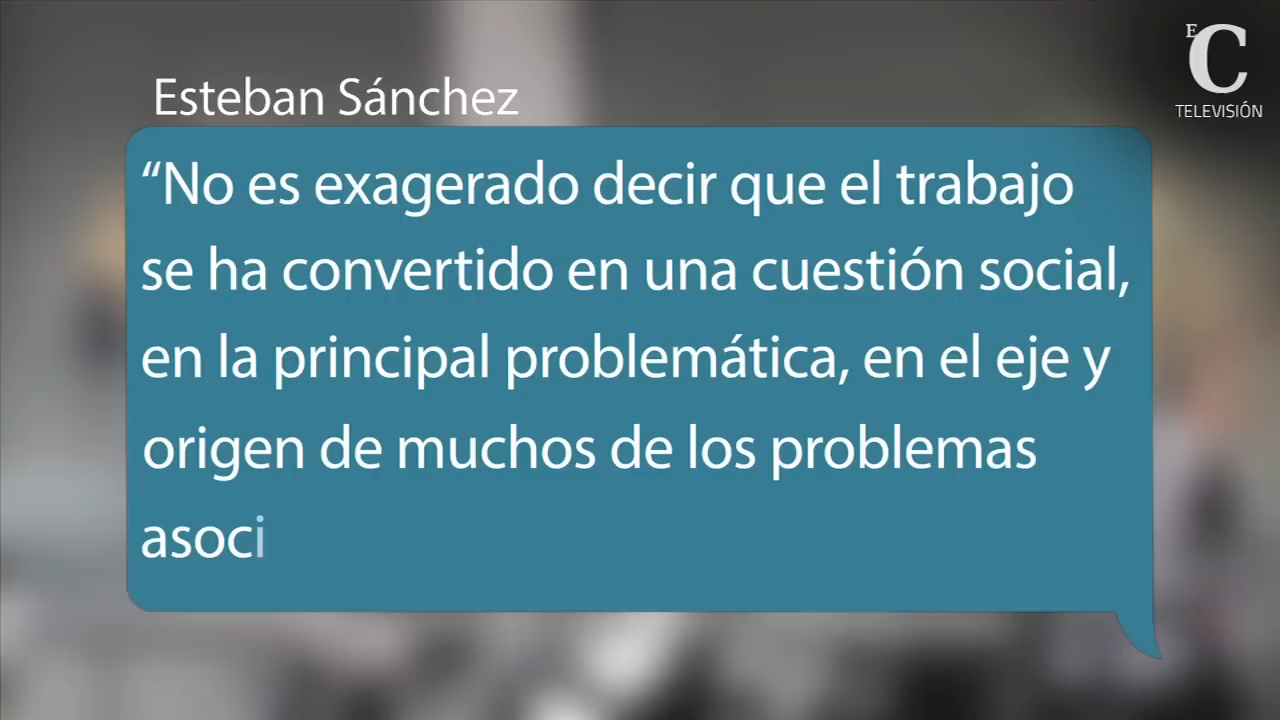 EC
TELEVISIÓN
Esteban Sánchez
“No es exagerado decir que el trabajo
se ha convertido en una cuestión social,
en la principal problemática, en el eje y
origen de muchos de los problemas
asoci